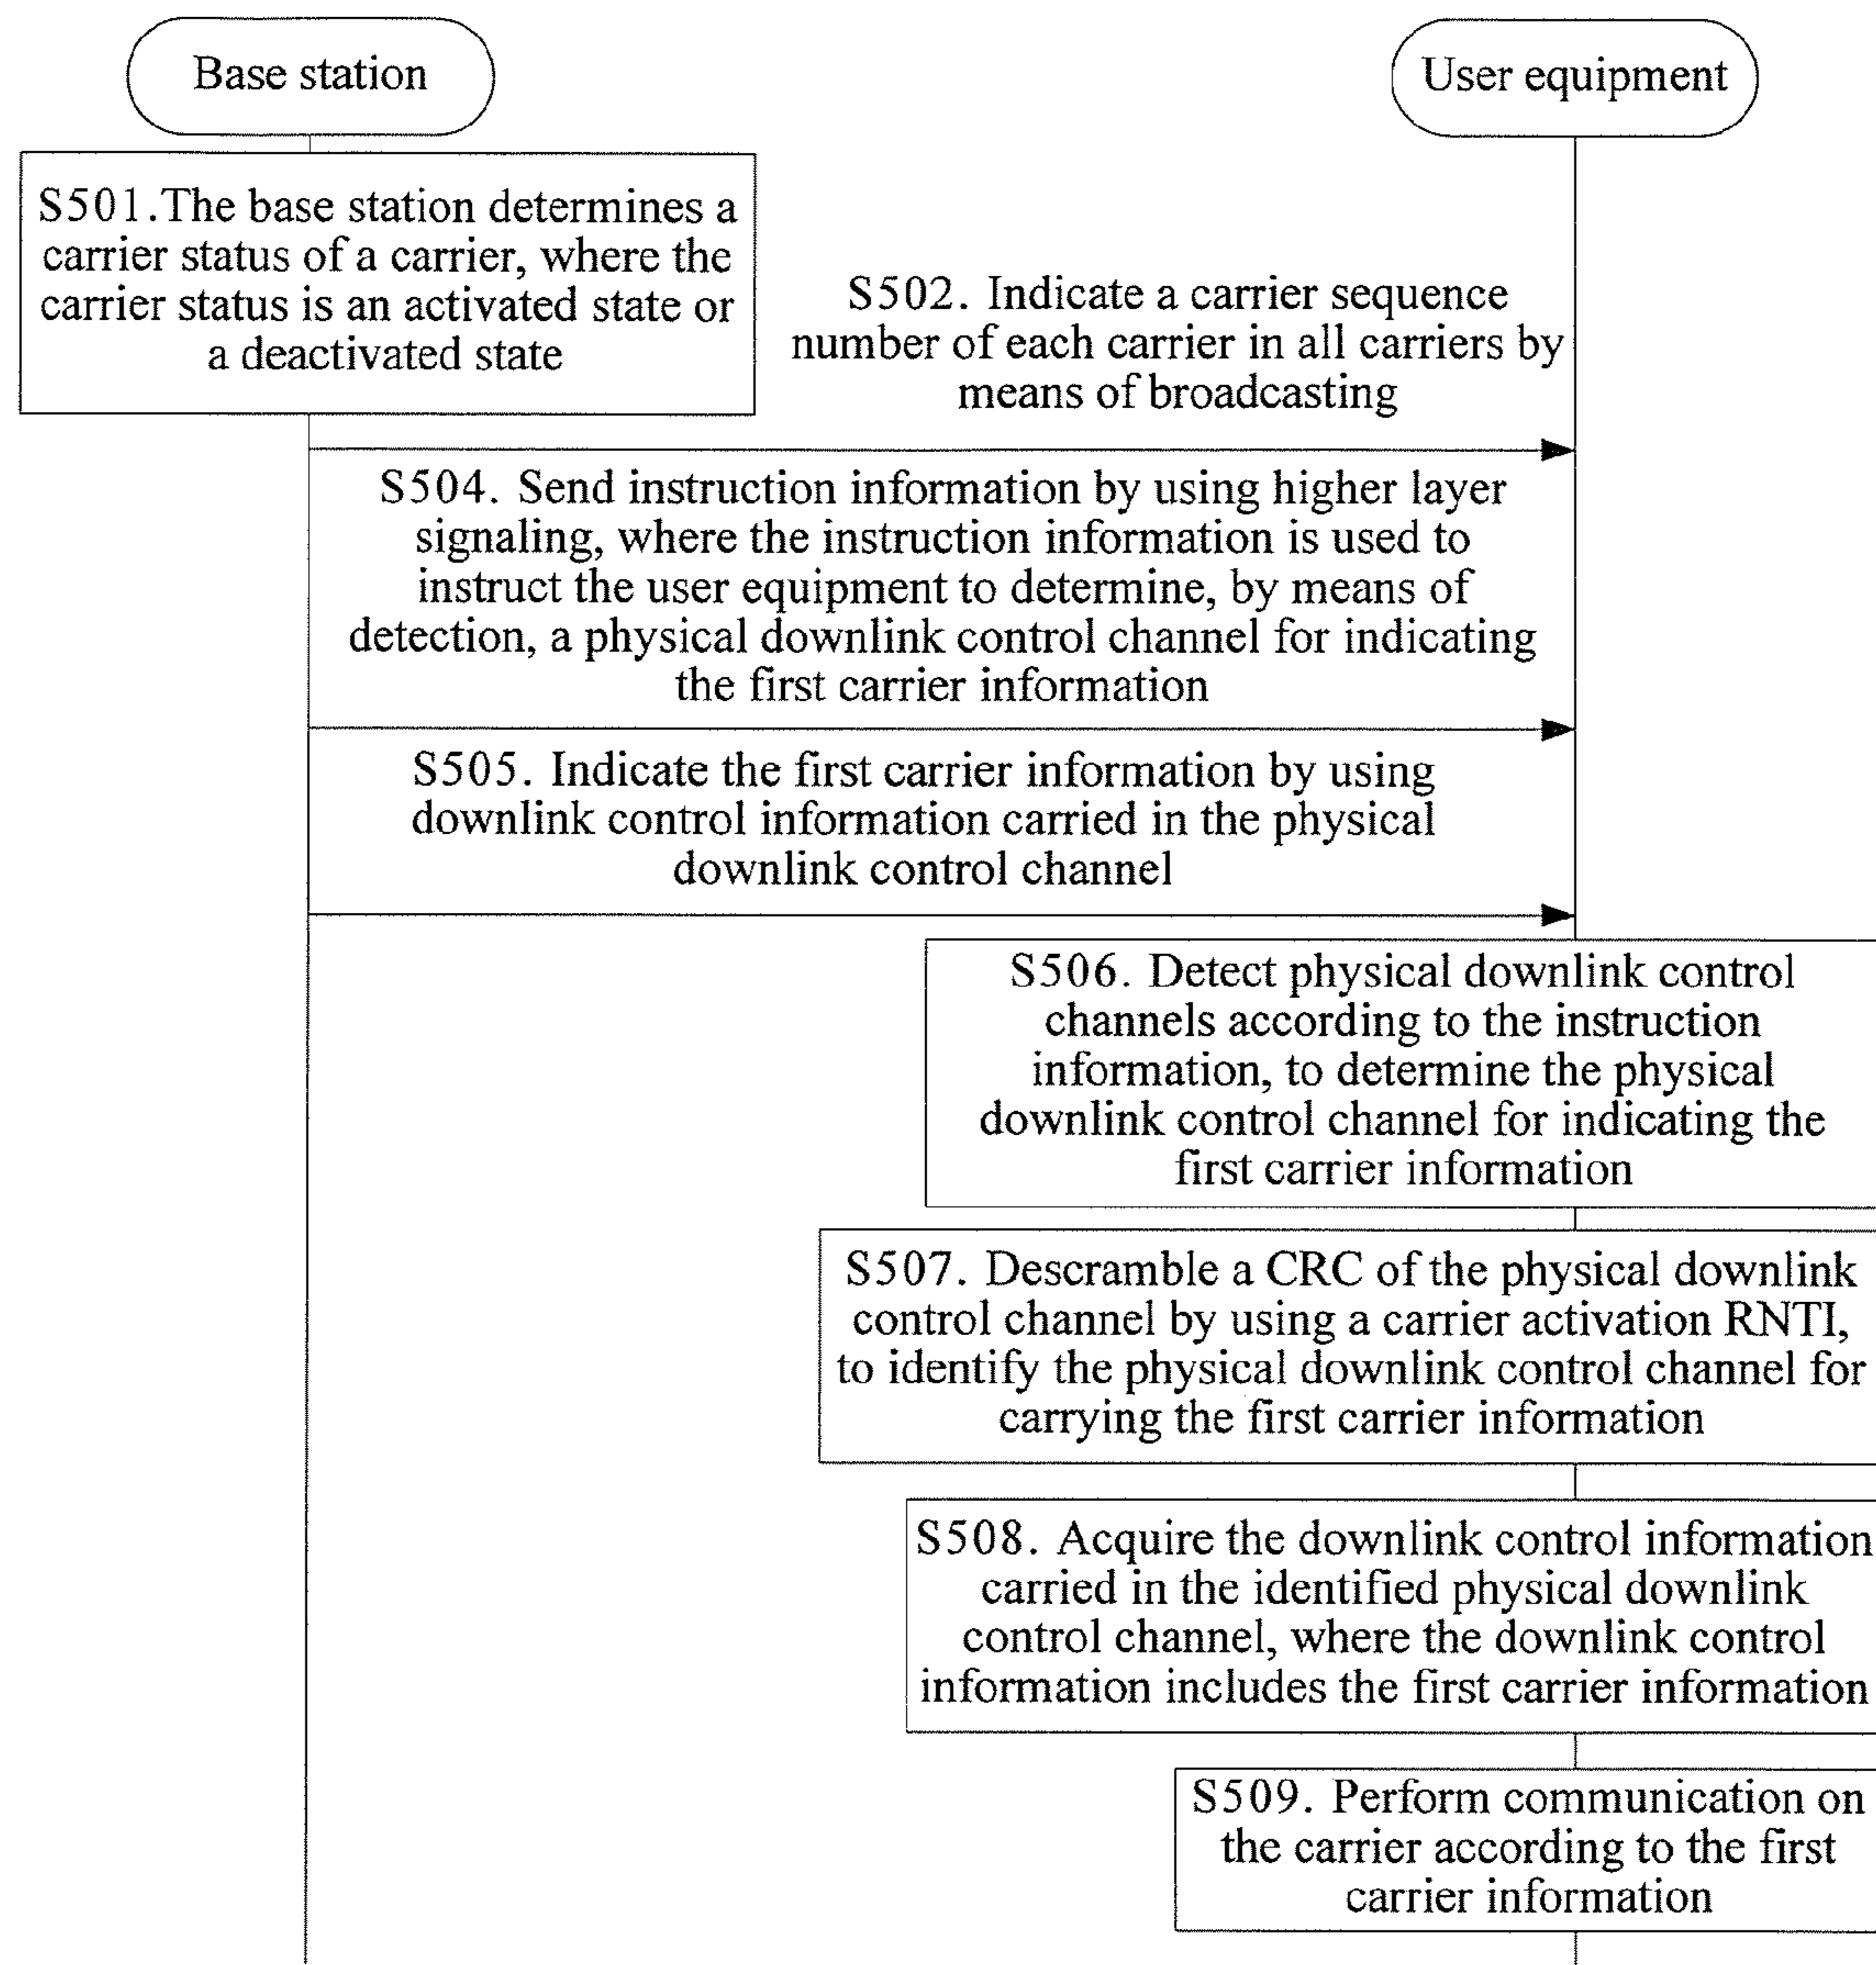 Base station
User equipment
S501.The base station determines a
carrier status of a carrier, where the
carrier status is an activated state or
a deactivated state
S502. Indicate a carrier sequence
number of each carrier in all carriers by
means of broadcasting
S504. Send instruction information by using higher layer
signaling, where the instruction information is used to
instruct the user equipment to determine, by means of
detection, a physical downlink control channel for indicating
the first carrier information
S505. Indicate the first carrier information by using
downlink control information carried in the physical
downlink control channel
S506. Detect physical downlink control
channels according to the instruction
information, to determine the physical
downlink control channel for indicating the
first carrier information
S507. Descramble a CRC of the physical downlink
control channel by using a carrier activation RNTI,
to identify the physical downlink control channel for
carrying the first carrier information
S508. Acquire the downlink control information
carried in the identified physical downlink
control channel, where the downlink control
information includes the first carrier information
S509. Perform communication on
the carrier according to the first
carrier information